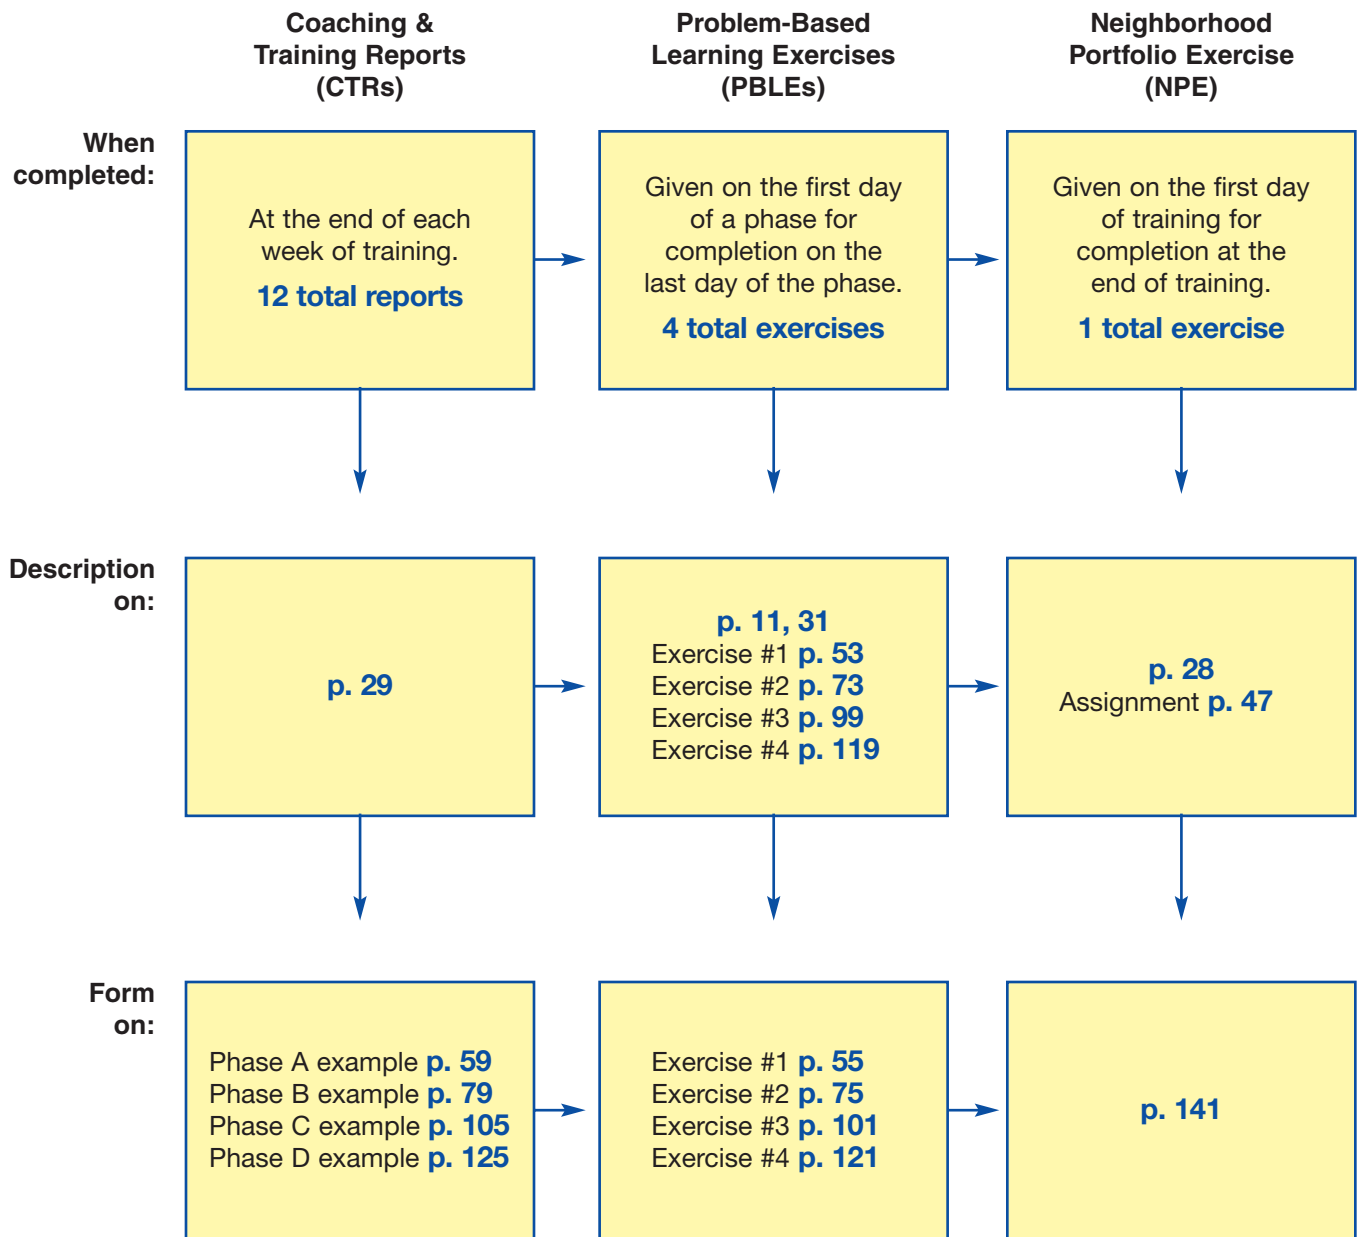 Coaching &
Training Reports
(CTRs)
Problem-Based
Learning Exercises
(PBLEs)
Neighborhood
Portfolio Exercise
(NPE)
When
completed:
At the end of each
week of training.
12 total reports
Given on the first day
of a phase for
completion on the
last day of the phase.
4 total exercises
Given on the first day
of training for
completion at the
end of training.
1 total exercise
Description
on:
p. 29
p. 11, 31
Exercise #1 p. 53
Exercise #2 p. 73
Exercise #3 p. 99
Exercise #4 p. 119
p. 28
Assignment p. 47
Form
on:
Phase A example p. 59
Phase B example p. 79
Phase C example p. 105
Phase D example p. 125
Exercise #1 p. 55
Exercise #2 p. 75
Exercise #3 p. 101
Exercise #4 p. 121
p. 141